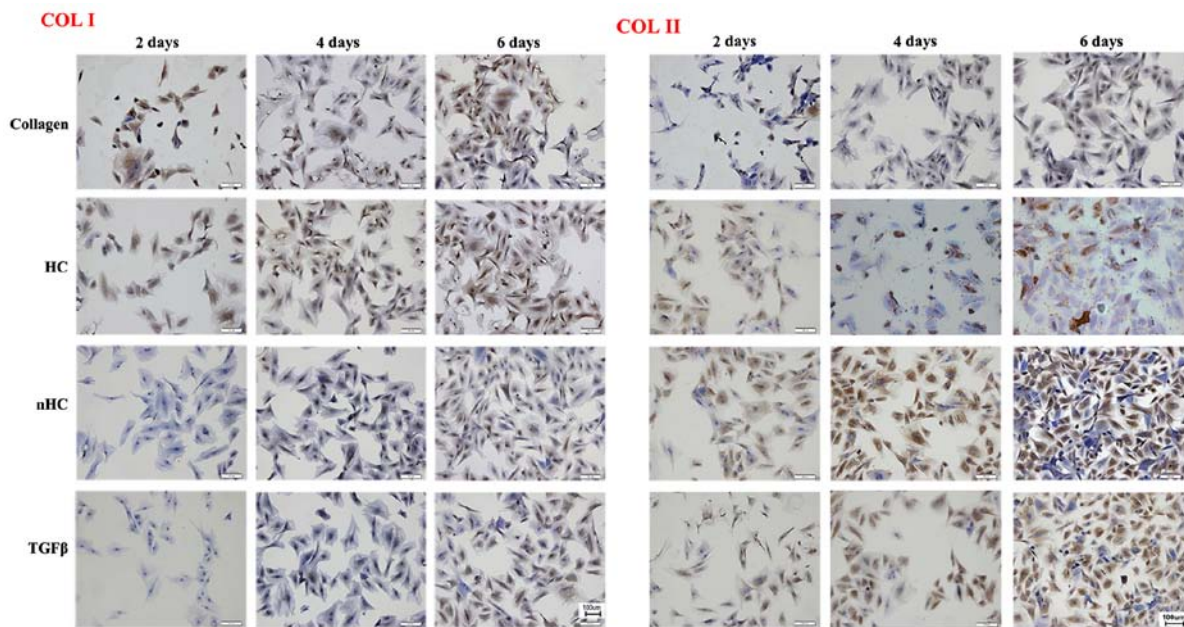 COL I
COL II
2 days
4 days
6 days
2 days
4 days
6 days
Collagen
HC
nHC
TGFβ
100um
100um